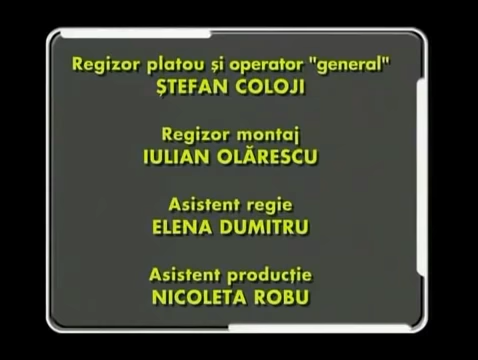 Regizor platou și operator "general"
ȘTEFAN COLOJI
Regizor montaj
IULIAN OLĂRESCU
Asistent regie
ELENA DUMITRU
Asistent producție
NICOLETA ROBU